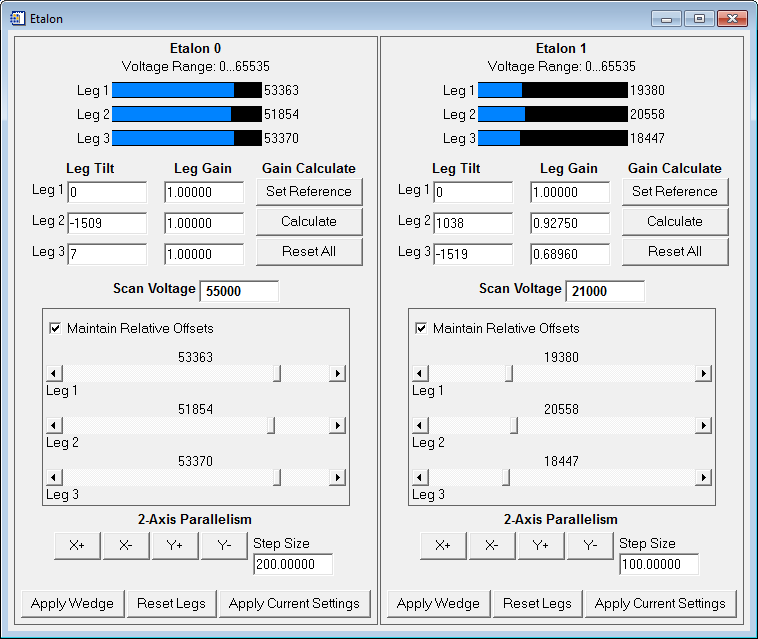 Etalon
Etalon 0
Voltage Range: 0...65535
Leg 1 53363
Leg 2 51854
Leg 3 53370
Leg Tilt Leg Gain Gain Calculate
Leg 1 0 1.00000 Set Reference
Leg 2 -1509 1.00000 Calculate
Leg 3 7 1.00000 Reset All
Scan Voltage 55000
Maintain Relative Offsets
53363
Leg 1
51854
Leg 2
53370
Leg 3
2-Axis Parallelism
X+ X- Y+ Y- Step Size
200.00000
Apply Wedge Reset Legs Apply Current Settings
Etalon 1
Voltage Range: 0...65535
Leg 1 19380
Leg 2 20558
Leg 3 18447
Leg Tilt Leg Gain Gain Calculate
Leg 1 0 1.00000 Set Reference
Leg 2 1038 0.92750 Calculate
Leg 3 -1519 0.68960 Reset All
Scan Voltage 21000
Maintain Relative Offsets
19380
Leg 1
20558
Leg 2
18447
Leg 3
2-Axis Parallelism
X+ X- Y+ Y- Step Size
100.00000
Apply Wedge Reset Legs Apply Current Settings